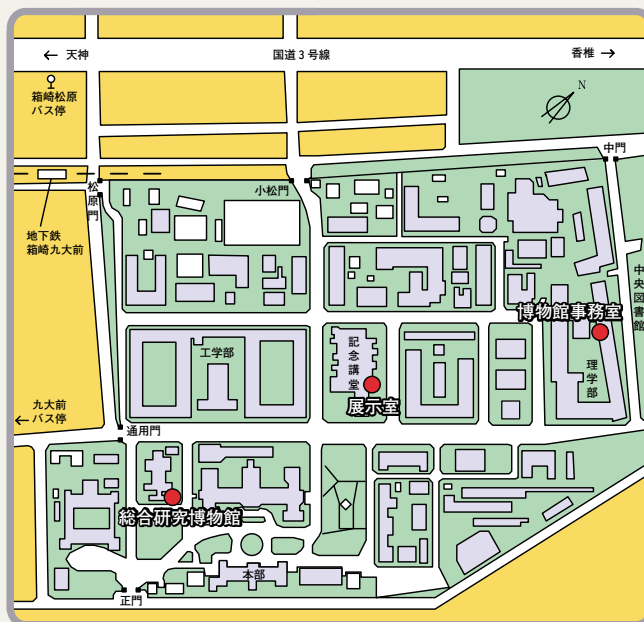 ← 天神
国道3号線
香椎 →
箱崎松原
バス停
N
中門
松原門
小松門
地下鉄
箱崎九大前
中央図書館
博物館事務室
工学部
記念講堂
理学部
展示室
九大前
← バス停
通用門
総合研究博物館
本部
正門